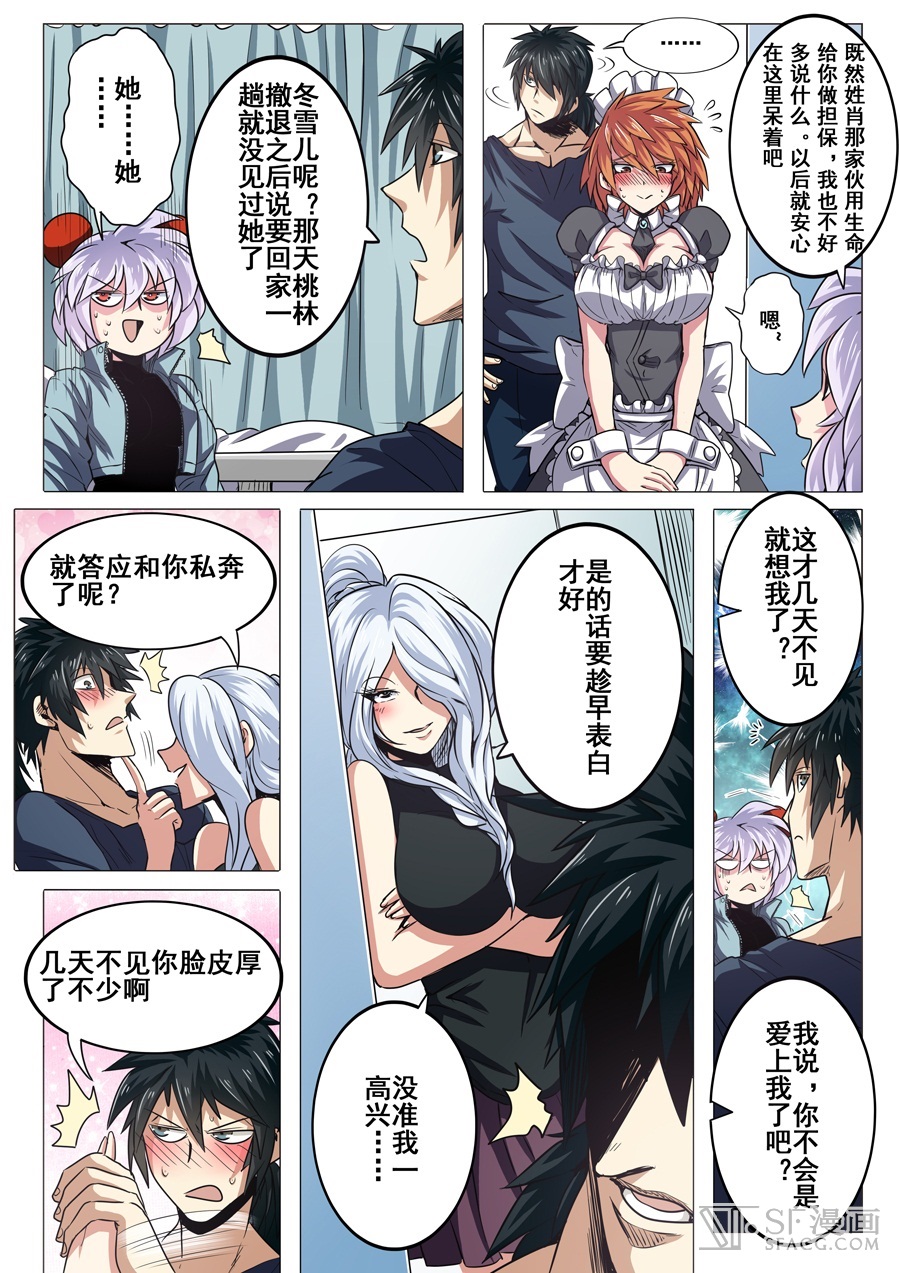 ……
既然姓肖那家伙用生命
给你做担保，我也不好
多说什么。以后就安心
在这里呆着吧
嗯~
冬雪儿呢？那天桃林
撤退之后说要回家一
趟就没见过她了
她……她
……
这才几天不见
就想我了？
我说，你不会是
爱上我了吧？
是的话要趁早表白
才好
没准我一
高兴……
就答应和你私奔
了呢？
几天不见你脸皮厚
了不少啊
SF漫画
SFACG.COM